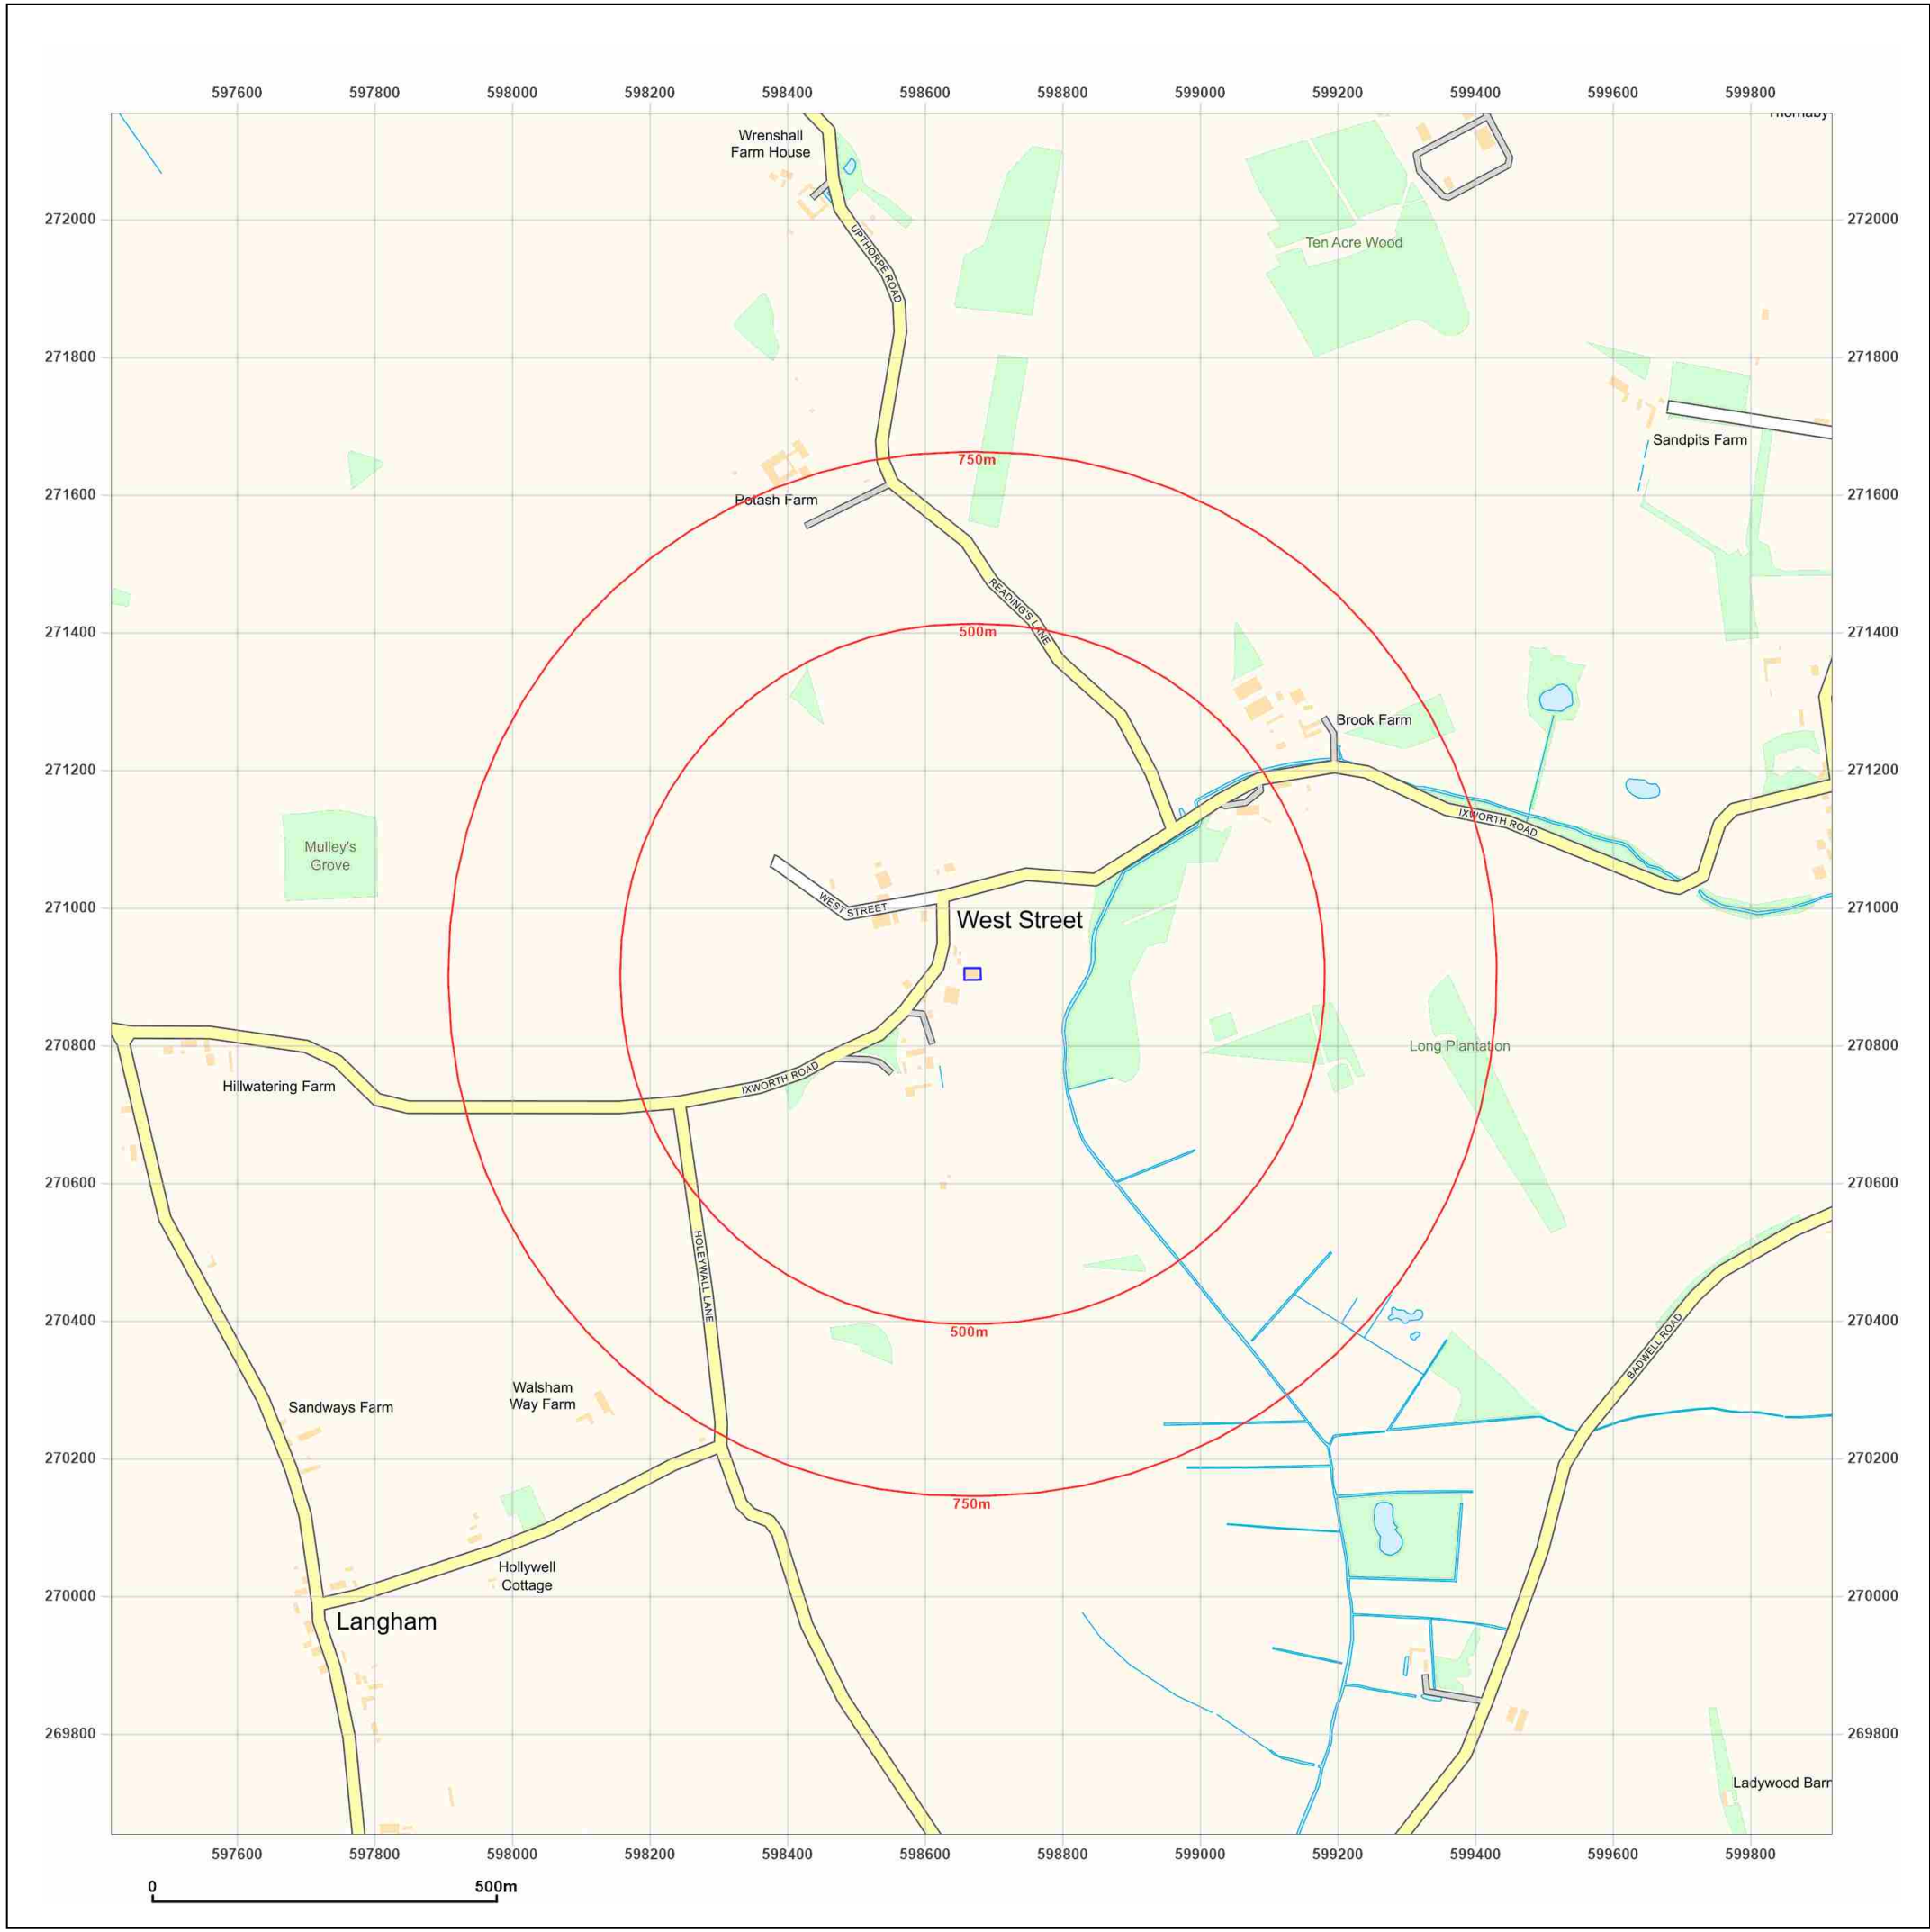 597600 597800 598000 598200 598400 598600 598800 599000 599200 599400 599600 599800
Wrenshall
Farm House
272000
272000
UPTHORPE ROAD
Ten Acre Wood
271800
271800
Sandpits Farm
750m
271600
271600
Potash Farm
READING'S LANE
271400
271400
500m
Brook Farm
271200
271200
IXWORTH ROAD
Mulley's
Grove
WEST STREET
West Street
271000
271000
270800
270800
Long Plantation
Hillwatering Farm
IXWORTH ROAD
270600
270600
HOLEYWALL LANE
270400
270400
500m
BADWELL ROAD
Walsham
Way Farm
Sandways Farm
270200
270200
750m
Hollywell
Cottage
270000
270000
Langham
269800
269800
Ladywood Barr
597600 597800 598000 598200 598400 598600 598800 599000 599200 599400 599600 599800
0 500m